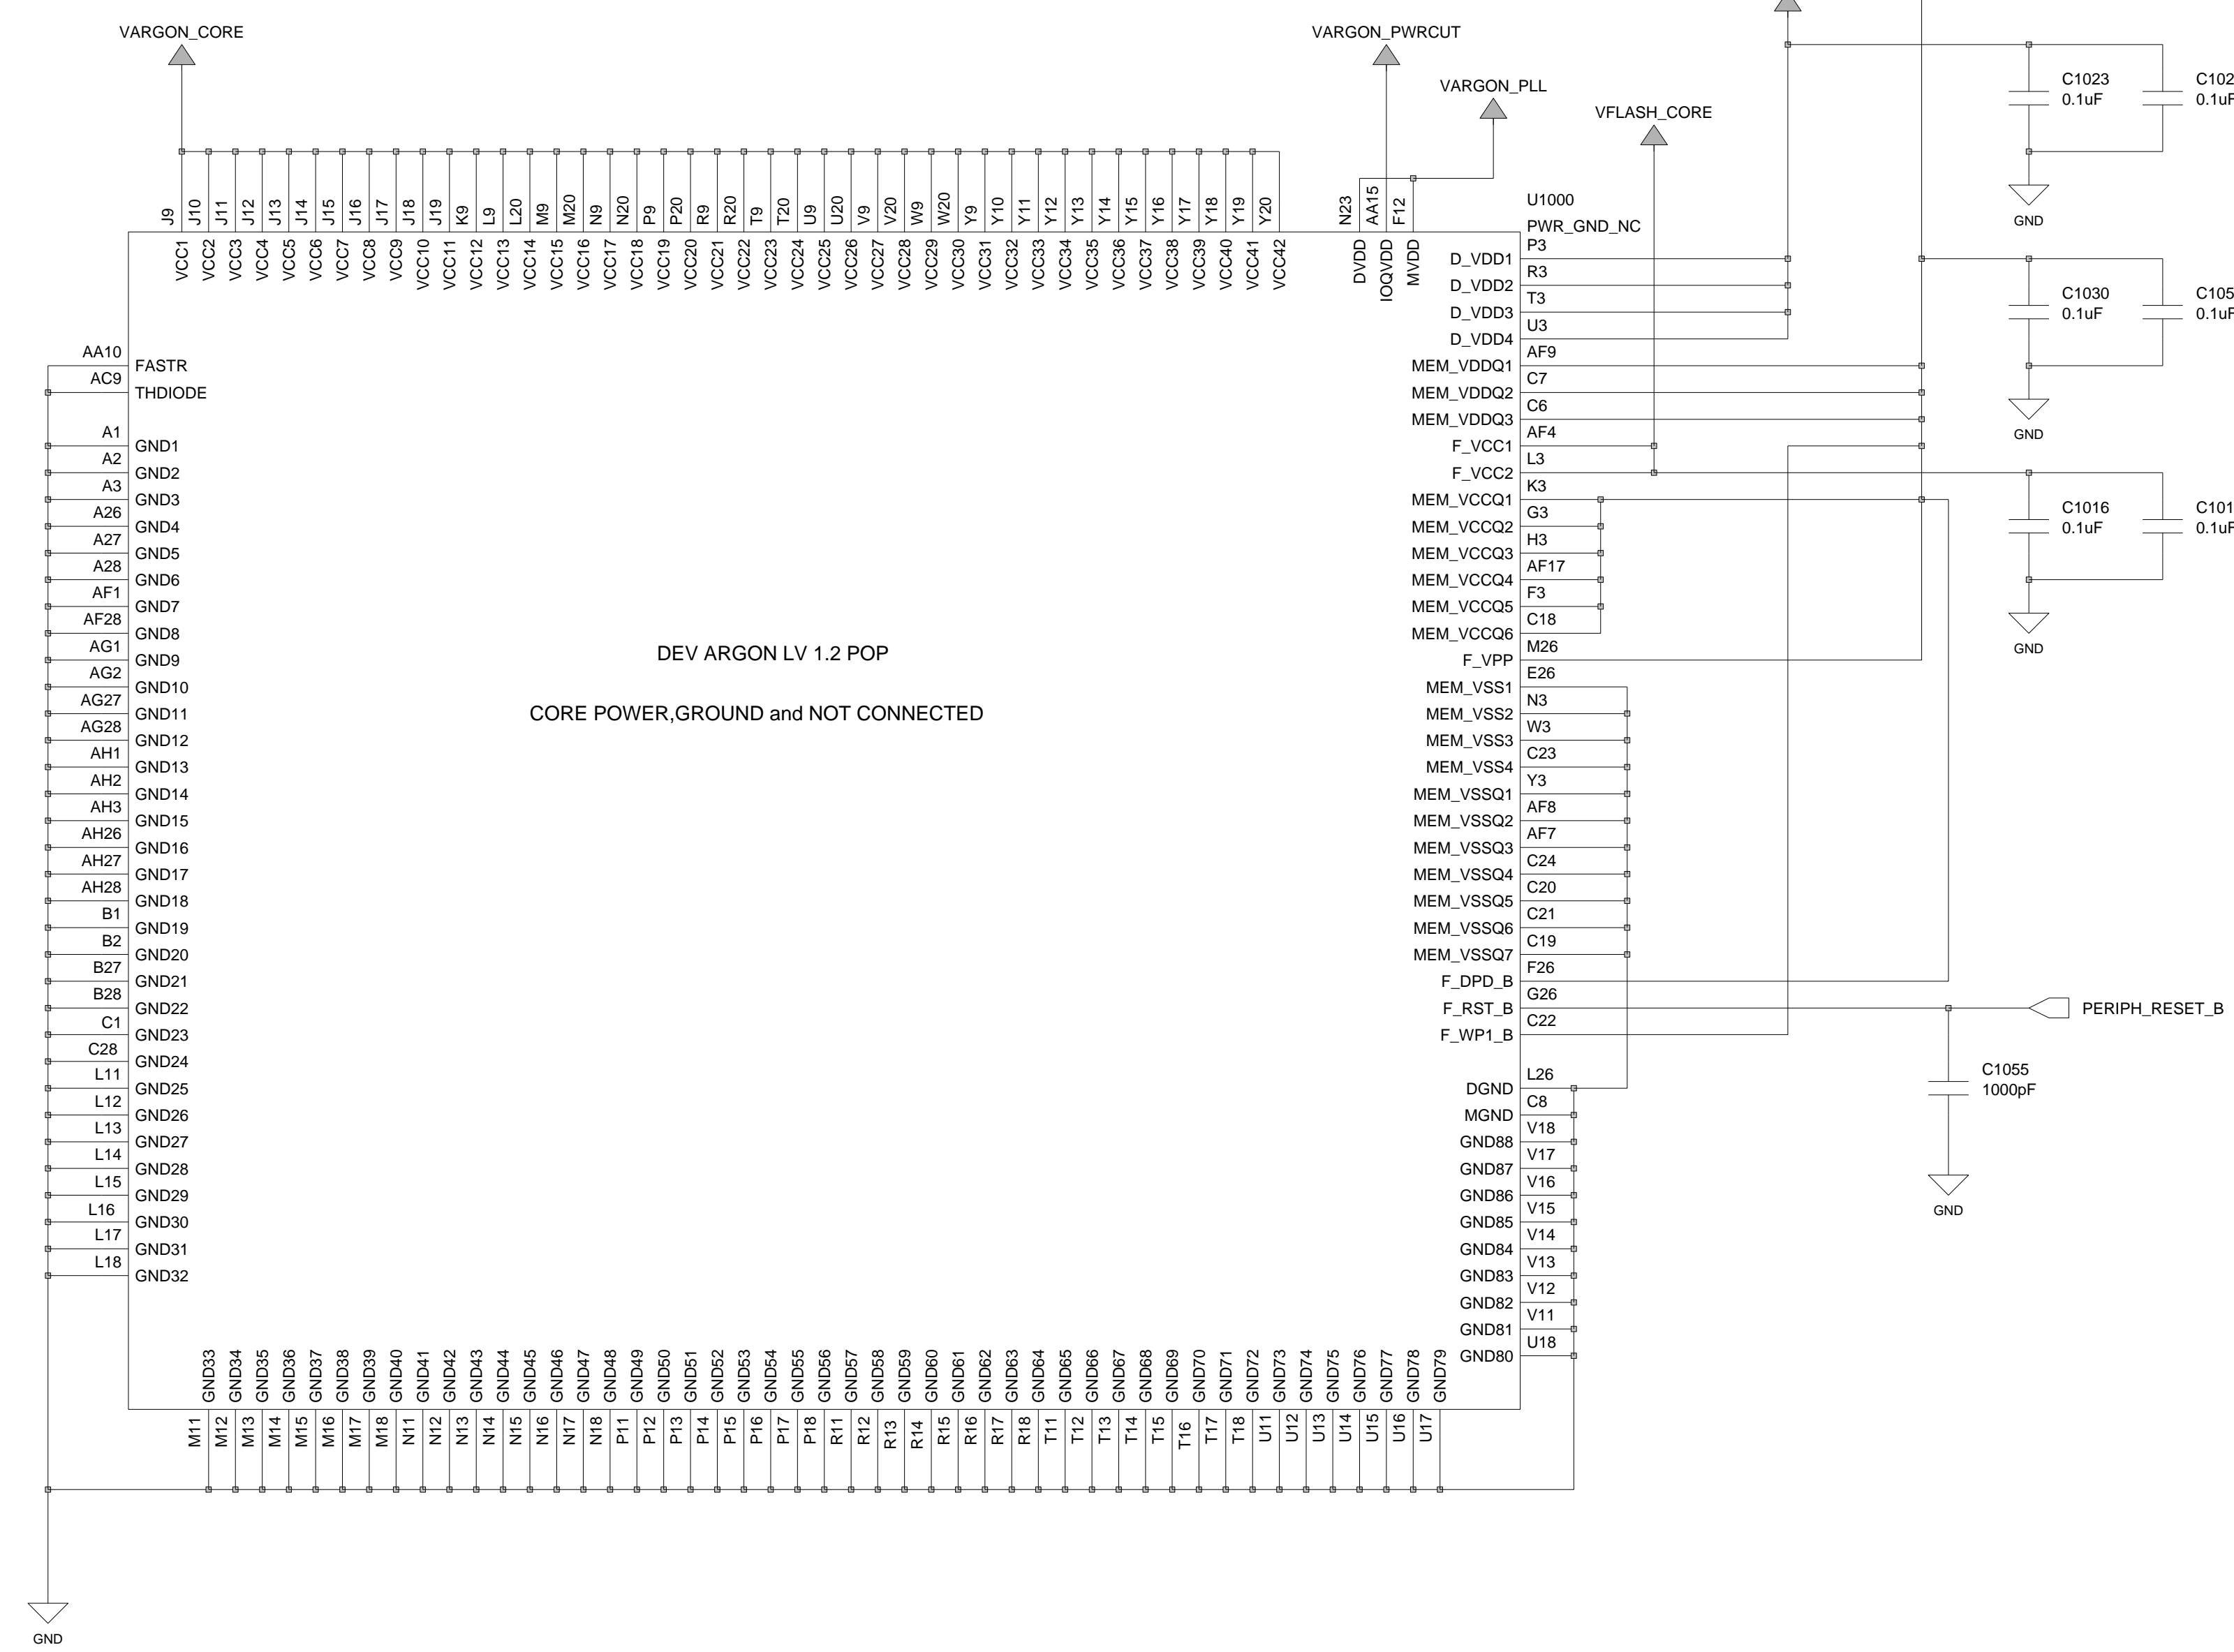 VARGON_CORE
VARGON_PWRCUT
VARGON_PLL
VFLASH_CORE
J9 J10 J11 J12 J13 J14 J15 J16 J17 J18 J19 K9 L9 L20 M9 M20 N9 N20 P9 P20 R9 R20 T9 T20 U9 U20 V9 V20 W9 W20 Y9 Y10 Y11 Y12 Y13 Y14 Y15 Y16 Y17 Y18 Y19 Y20 N23 AA15 F12
VCC1 VCC2 VCC3 VCC4 VCC5 VCC6 VCC7 VCC8 VCC9 VCC10 VCC11 VCC12 VCC13 VCC14 VCC15 VCC16 VCC17 VCC18 VCC19 VCC20 VCC21 VCC22 VCC23 VCC24 VCC25 VCC26 VCC27 VCC28 VCC29 VCC30 VCC31 VCC32 VCC33 VCC34 VCC35 VCC36 VCC37 VCC38 VCC39 VCC40 VCC41 VCC42 DVDD IOQVDD MVDD
U1000
PWR_GND_NC
AA10 FASTR
AC9 THDIODE
A1 GND1
A2 GND2
A3 GND3
A26 GND4
A27 GND5
A28 GND6
AF1 GND7
AF28 GND8
AG1 GND9
AG2 GND10
AG27 GND11
AG28 GND12
AH1 GND13
AH2 GND14
AH3 GND15
AH26 GND16
AH27 GND17
AH28 GND18
B1 GND19
B2 GND20
B27 GND21
B28 GND22
C1 GND23
C28 GND24
L11 GND25
L12 GND26
L13 GND27
L14 GND28
L15 GND29
L16 GND30
L17 GND31
L18 GND32
DEV ARGON LV 1.2 POP
CORE POWER,GROUND and NOT CONNECTED
D_VDD1 P3
D_VDD2 R3
D_VDD3 T3
D_VDD4 U3
MEM_VDDQ1 AF9
MEM_VDDQ2 C7
MEM_VDDQ3 C6
F_VCC1 AF4
F_VCC2 L3
MEM_VCCQ1 K3
MEM_VCCQ2 G3
MEM_VCCQ3 H3
MEM_VCCQ4 AF17
MEM_VCCQ5 F3
MEM_VCCQ6 C18
F_VPP M26
MEM_VSS1 E26
MEM_VSS2 N3
MEM_VSS3 W3
MEM_VSS4 C23
MEM_VSSQ1 Y3
MEM_VSSQ2 AF8
MEM_VSSQ3 AF7
MEM_VSSQ4 C24
MEM_VSSQ5 C20
MEM_VSSQ6 C21
MEM_VSSQ7 C19
F_DPD_B F26
F_RST_B G26
F_WP1_B C22
DGND L26
MGND C8
GND88 V18
GND87 V17
GND86 V16
GND85 V15
GND84 V14
GND83 V13
GND82 V12
GND81 V11
GND80 U18
GND33 GND34 GND35 GND36 GND37 GND38 GND39 GND40 GND41 GND42 GND43 GND44 GND45 GND46 GND47 GND48 GND49 GND50 GND51 GND52 GND53 GND54 GND55 GND56 GND57 GND58 GND59 GND60 GND61 GND62 GND63 GND64 GND65 GND66 GND67 GND68 GND69 GND70 GND71 GND72 GND73 GND74 GND75 GND76 GND77 GND78 GND79
M11 M12 M13 M14 M15 M16 M17 M18 N11 N12 N13 N14 N15 N16 N17 N18 P11 P12 P13 P14 P15 P16 P17 P18 R11 R12 R13 R14 R15 R16 R17 R18 T11 T12 T13 T14 T15 T16 T17 T18 U11 U12 U13 U14 U15 U16 U17
GND
C1023
0.1uF
GND
C1030
0.1uF
GND
C1016
0.1uF
GND
PERIPH_RESET_B
C1055
1000pF
GND